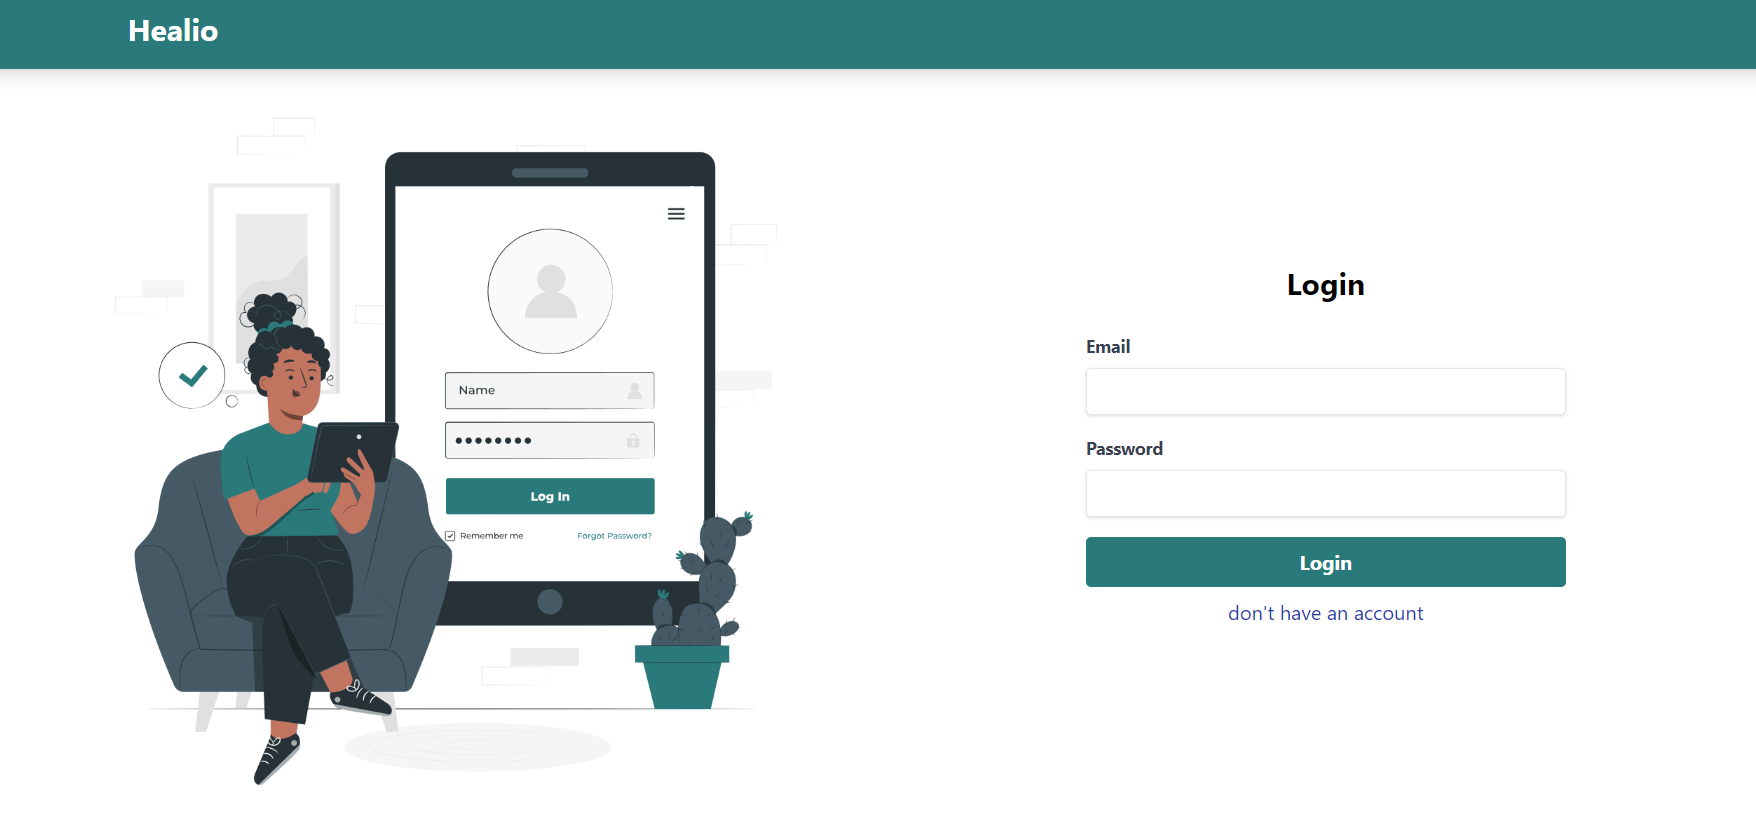 Healio
Name
●●●●●●●●
Log In
Remember me
Forgot Password?
Login
Email
Password
Login
don't have an account